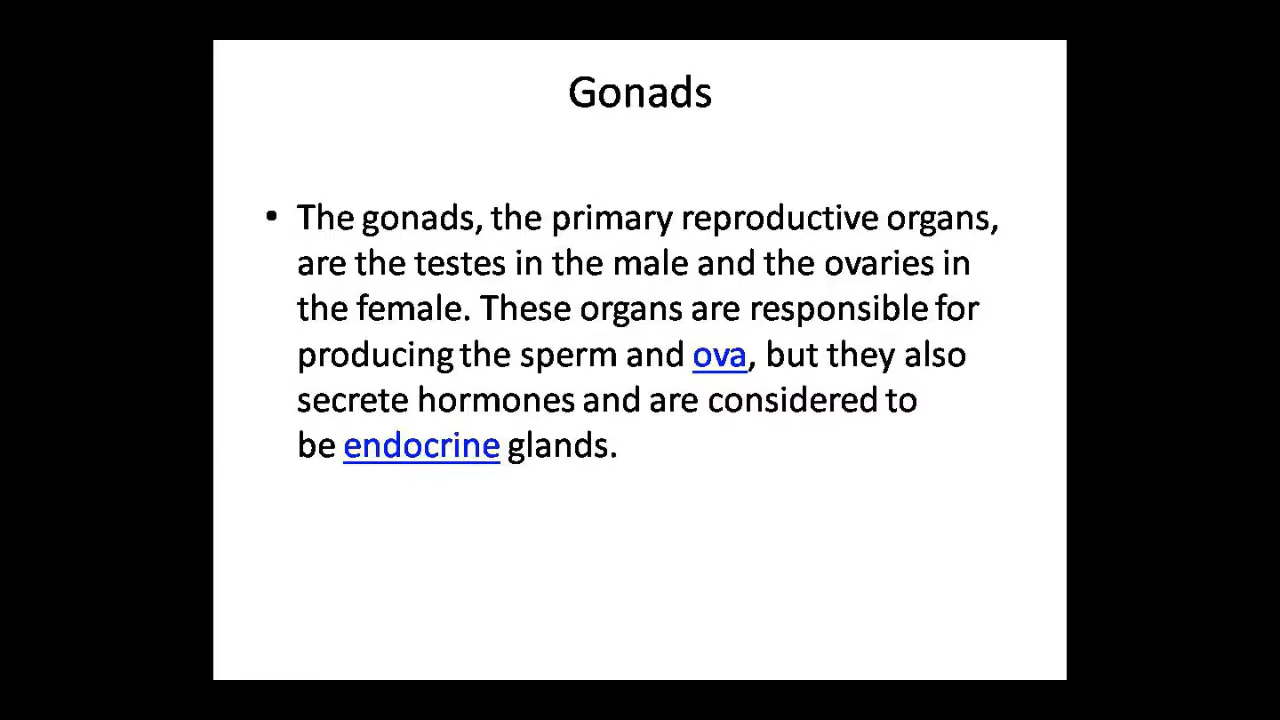 Gonads
• The gonads, the primary reproductive organs,
are the testes in the male and the ovaries in
the female. These organs are responsible for
producing the sperm and ova, but they also
secrete hormones and are considered to
be endocrine glands.